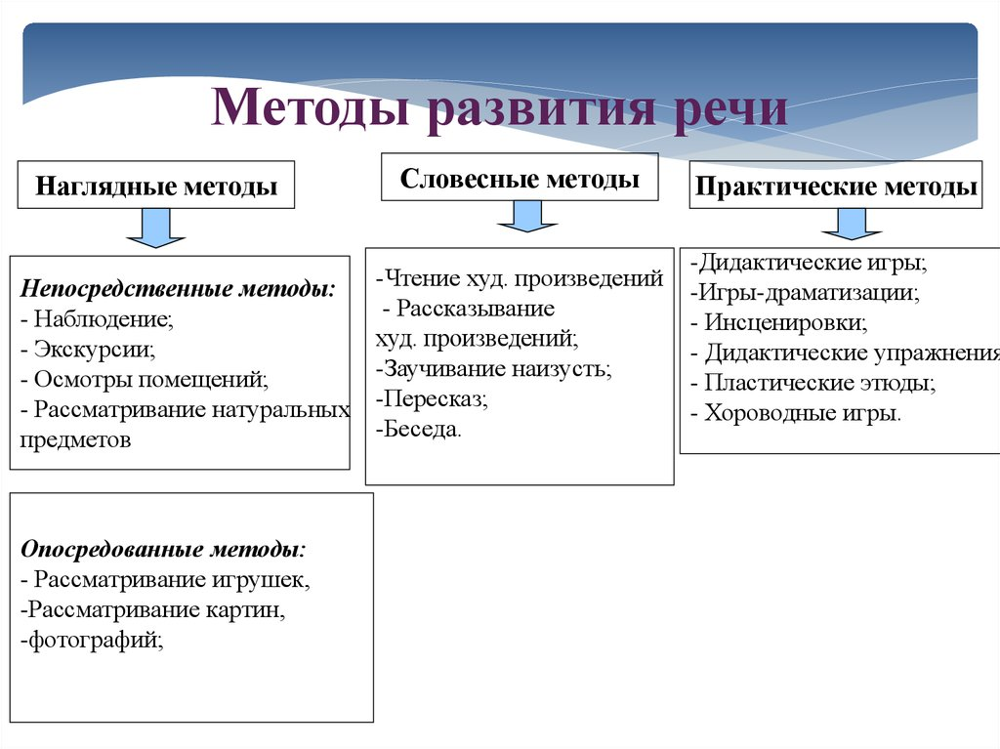 Методы развития речи
Наглядные методы
Словесные методы
Практические методы
Непосредственные методы:
- Наблюдение;
- Экскурсии;
- Осмотры помещений;
- Рассматривание натуральных
предметов
-Чтение худ. произведений
- Рассказывание
худ. произведений;
-Заучивание наизусть;
-Пересказ;
-Беседа.
-Дидактические игры;
-Игры-драматизации;
- Инсценировки;
- Дидактические упражнения
- Пластические этюды;
- Хороводные игры.
Опосредованные методы:
- Рассматривание игрушек,
-Рассматривание картин,
-фотографий;